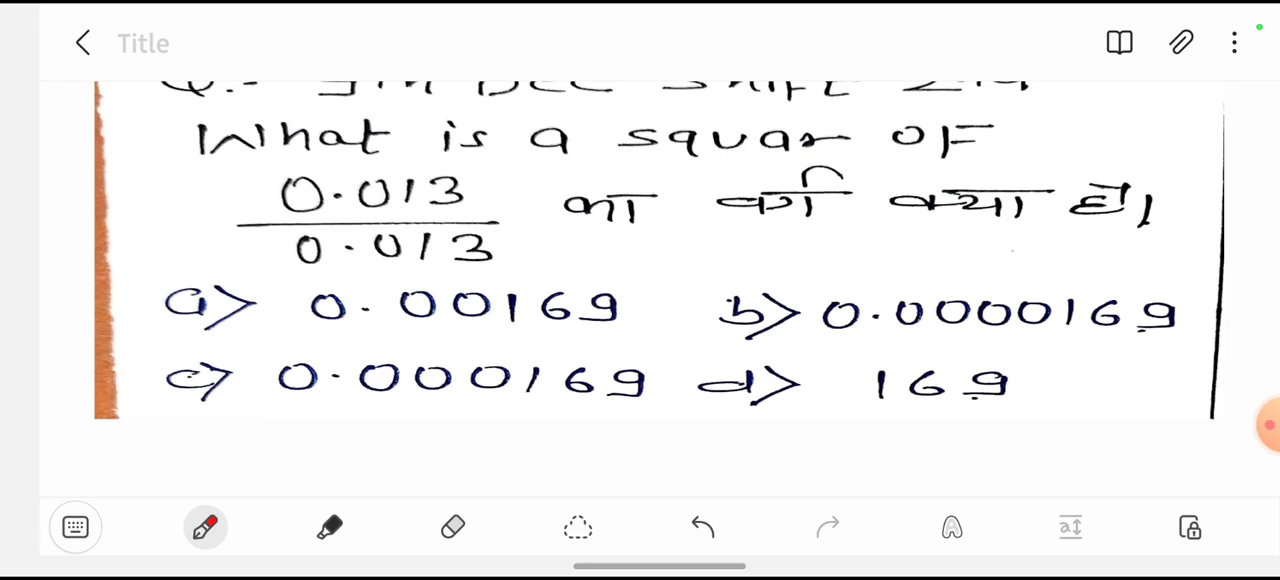 Title
What is a squar oF
0.013
0.013 का वर्ग क्या है।
a> 0.00169 b> 0.0000169
c> 0.000169 d> 169